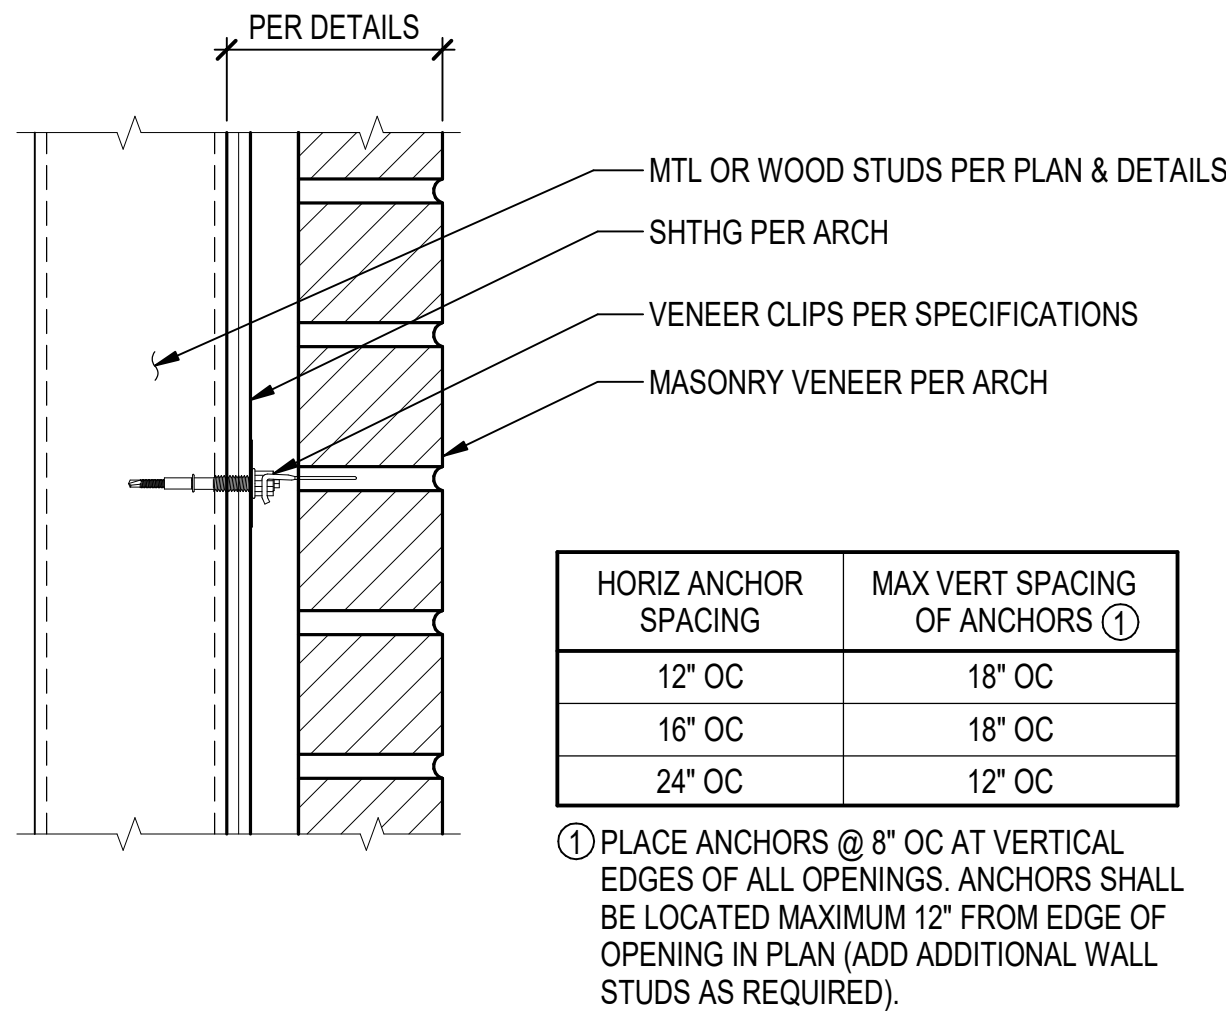 PER DETAILS
MTL OR WOOD STUDS PER PLAN & DETAILS
SHTHG PER ARCH
VENEER CLIPS PER SPECIFICATIONS
MASONRY VENEER PER ARCH
HORIZ ANCHOR
SPACING
MAX VERT SPACING
OF ANCHORS ①
12" OC
18" OC
16" OC
18" OC
24" OC
12" OC
① PLACE ANCHORS @ 8" OC AT VERTICAL
EDGES OF ALL OPENINGS. ANCHORS SHALL
BE LOCATED MAXIMUM 12" FROM EDGE OF
OPENING IN PLAN (ADD ADDITIONAL WALL
STUDS AS REQUIRED).